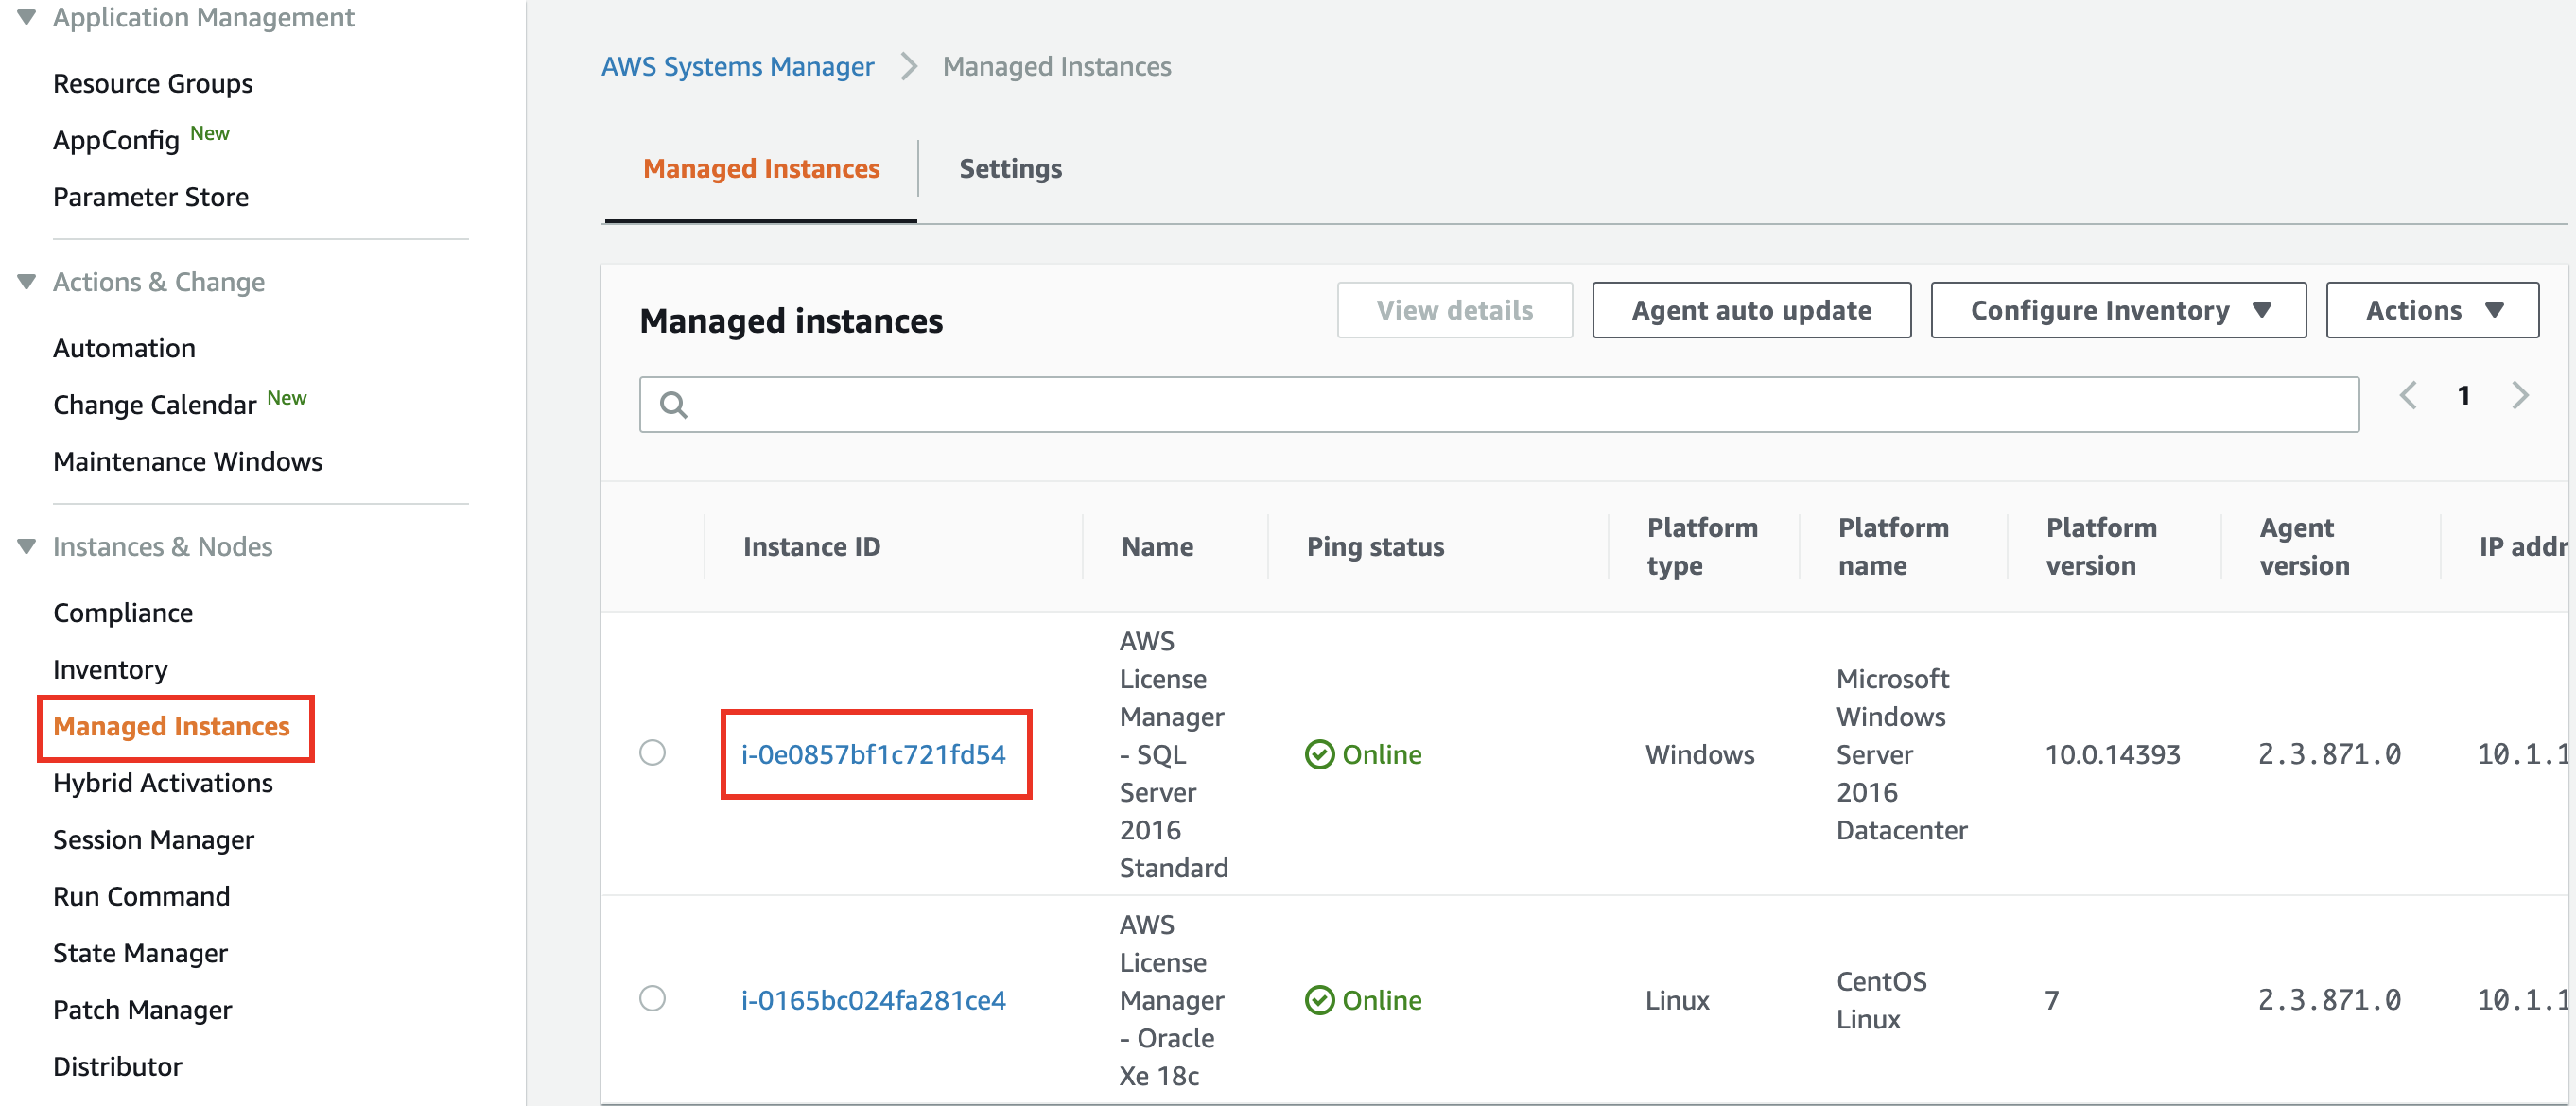 Application Management
Resource Groups
AppConfig New
Parameter Store
Actions & Change
Automation
Change Calendar New
Maintenance Windows
Instances & Nodes
Compliance
Inventory
Managed Instances
Hybrid Activations
Session Manager
Run Command
State Manager
Patch Manager
Distributor
AWS Systems Manager > Managed Instances
Managed Instances
Settings
Managed instances
View details
Agent auto update
Configure Inventory
Actions
1
Instance ID
Name
Ping status
Platform
type
Platform
name
Platform
version
Agent
version
IP addr
i-0e0857bf1c721fd54
AWS
License
Manager
- SQL
Server
2016
Standard
Online
Windows
Microsoft
Windows
Server
2016
Datacenter
10.0.14393
2.3.871.0
10.1.1
i-0165bc024fa281ce4
AWS
License
Manager
- Oracle
Xe 18c
Online
Linux
CentOS
Linux
7
2.3.871.0
10.1.1